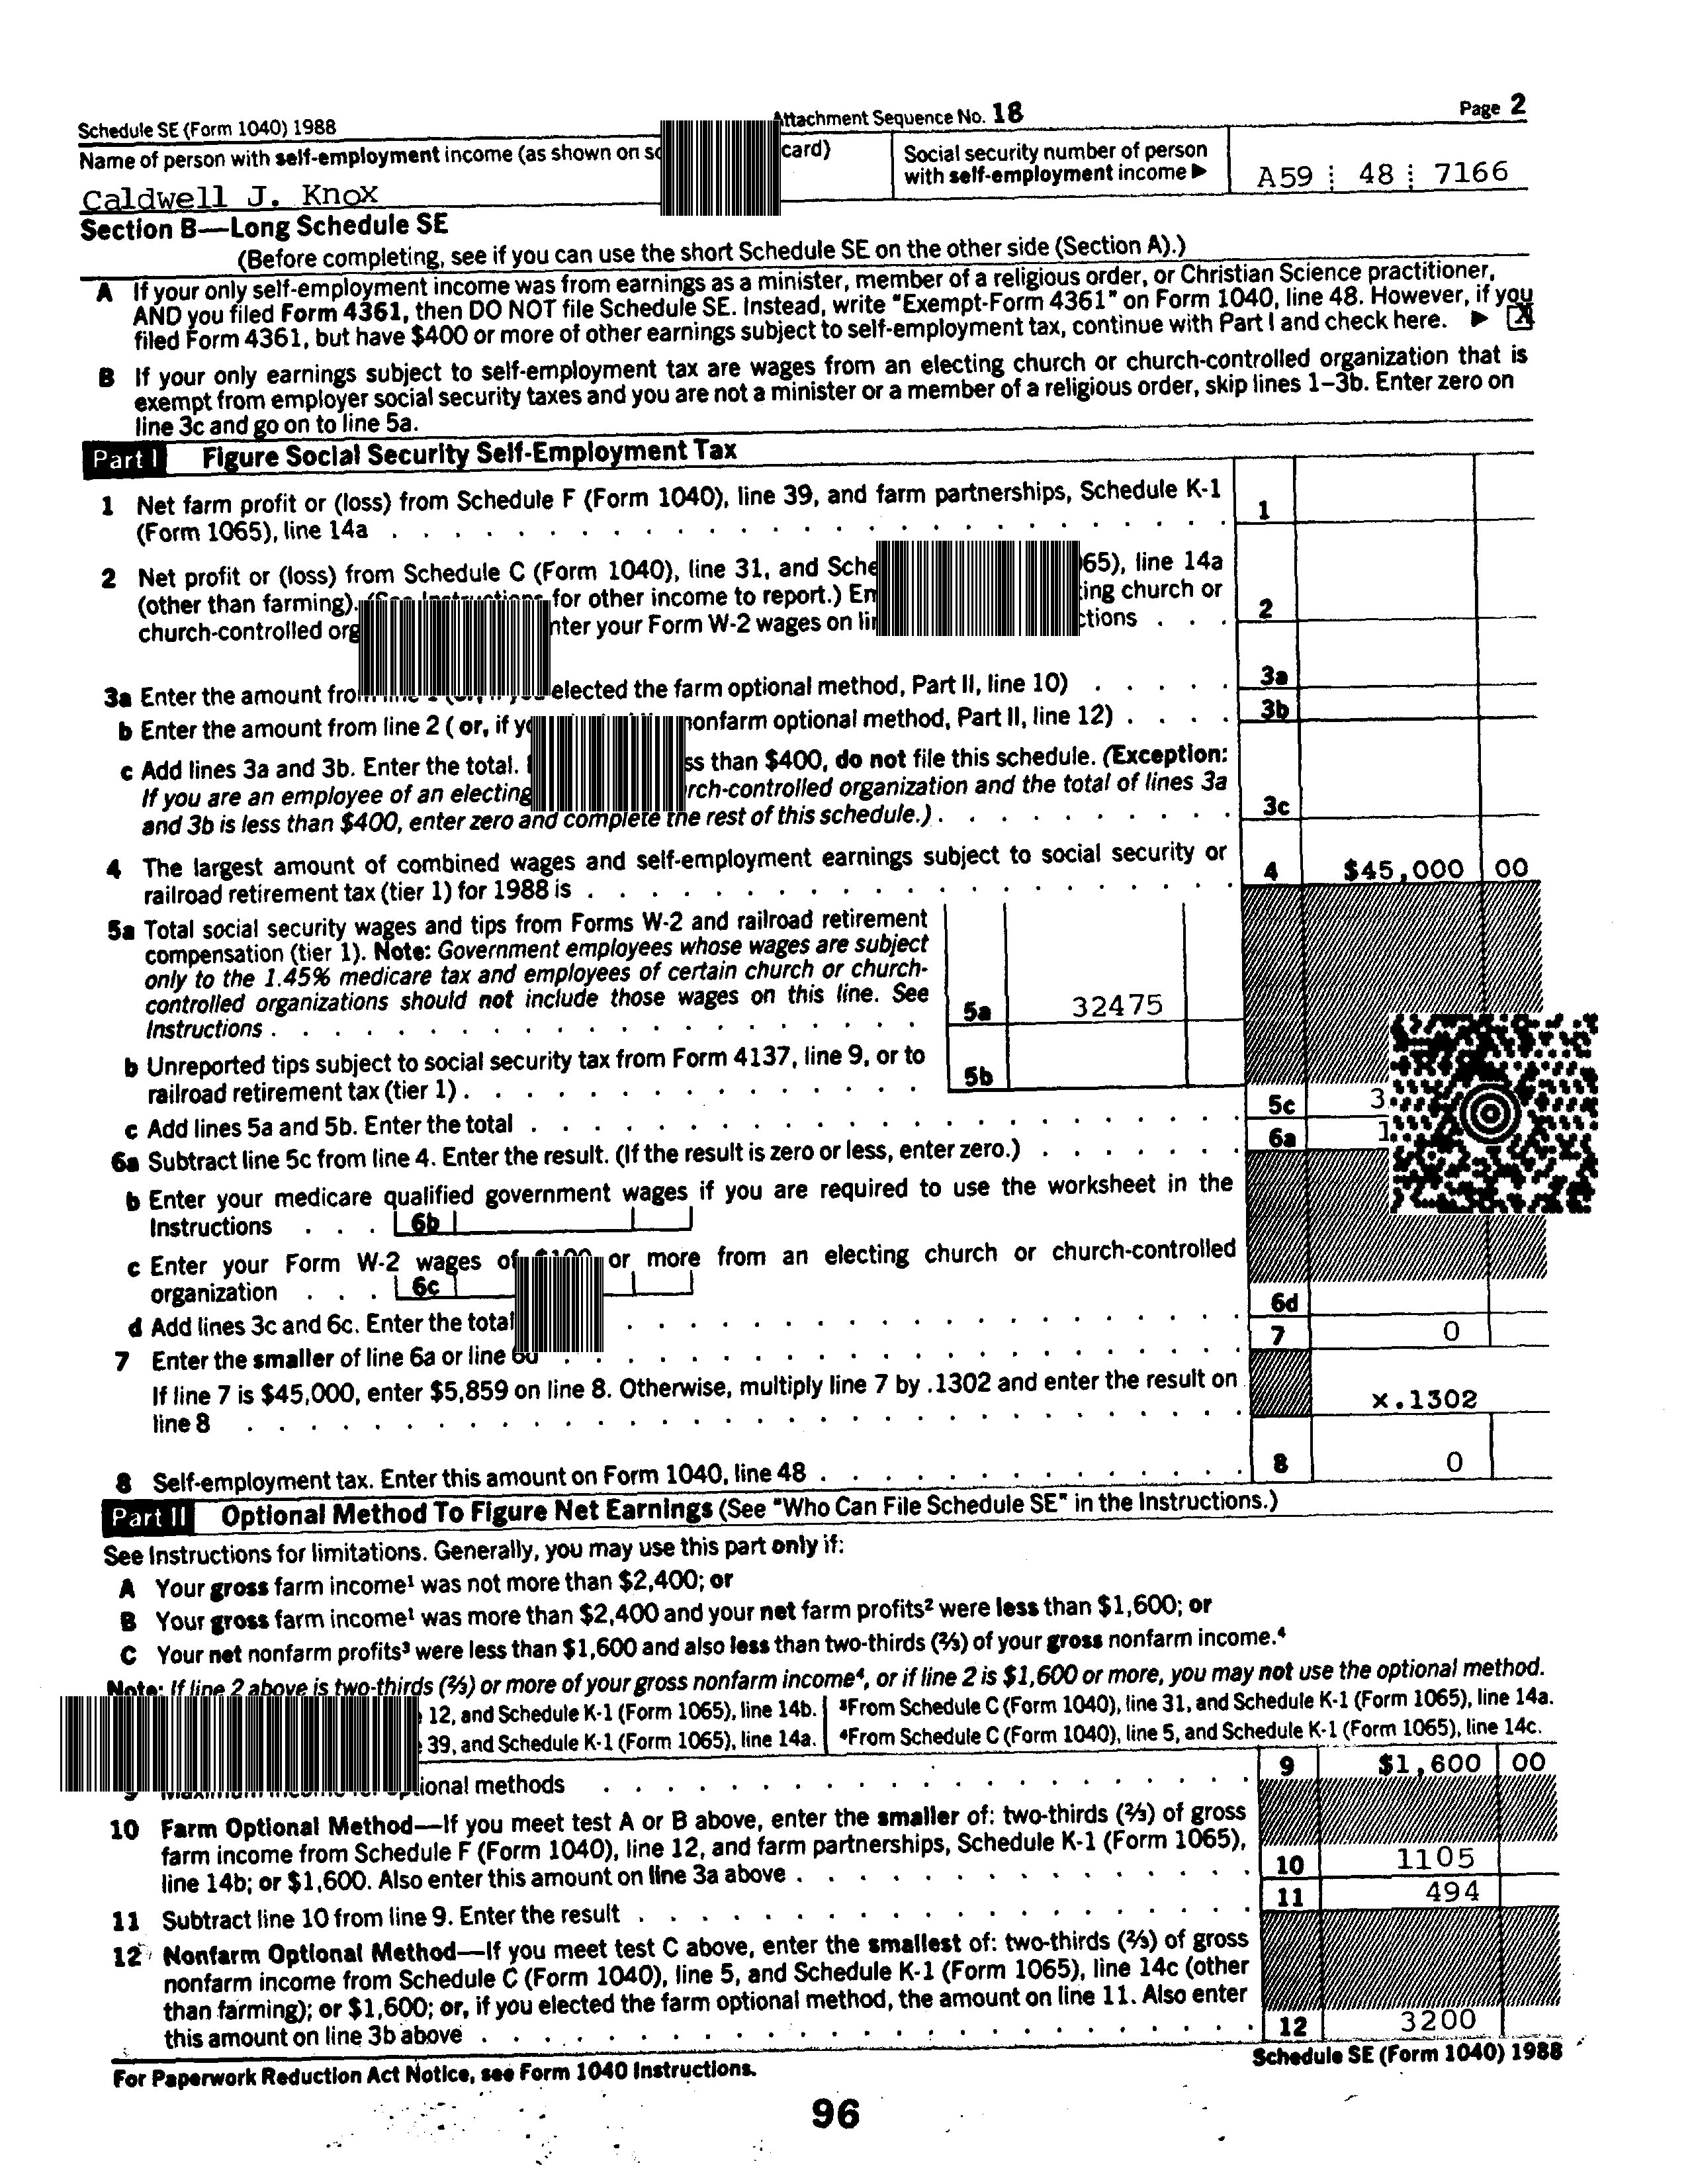 Schedule SE (Form 1040) 1988 Attachment Sequence No. 18 Page 2
Name of person with self-employment income (as shown on card)
Social security number of person
with self-employment income ▶ A59 48 7166
Caldwell J. Knox
Section B—Long Schedule SE
(Before completing, see if you can use the short Schedule SE on the other side (Section A).)
A If your only self-employment income was from earnings as a minister, member of a religious order, or Christian Science practitioner,
AND you filed Form 4361, then DO NOT file Schedule SE. Instead, write "Exempt-Form 4361" on Form 1040, line 48. However, if you
filed Form 4361, but have $400 or more of other earnings subject to self-employment tax, continue with Part I and check here. ▶ X
B If your only earnings subject to self-employment tax are wages from an electing church or church-controlled organization that is
exempt from employer social security taxes and you are not a minister or a member of a religious order, skip lines 1–3b. Enter zero on
line 3c and go on to line 5a.
Part I Figure Social Security Self-Employment Tax
1 Net farm profit or (loss) from Schedule F (Form 1040), line 39, and farm partnerships, Schedule K-1
(Form 1065), line 14a . . . 1
2 Net profit or (loss) from Schedule C (Form 1040), line 31, and 65), line 14a
(other than farming). for other income to report.) church or
church-controlled your Form W-2 wages on . . . 2
3a Enter the amount elected the farm optional method, Part II, line 10) . . . . . 3a
b Enter the amount from line 2 ( or, if nonfarm optional method, Part II, line 12) . . . . 3b
c Add lines 3a and 3b. Enter the total. than $400, do not file this schedule. (Exception:
If you are an employee of an electing organization and the total of lines 3a
and 3b is less than $400, enter zero and complete the rest of this schedule.) . . . 3c
4 The largest amount of combined wages and self-employment earnings subject to social security or
railroad retirement tax (tier 1) for 1988 is . . . 4 $45,000 00
5a Total social security wages and tips from Forms W-2 and railroad retirement
compensation (tier 1). Note: Government employees whose wages are subject
only to the 1.45% medicare tax and employees of certain church or church-
controlled organizations should not include those wages on this line. See
Instructions . . . 5a 32475
b Unreported tips subject to social security tax from Form 4137, line 9, or to
railroad retirement tax (tier 1) . . . 5b
c Add lines 5a and 5b. Enter the total . . . 5c
6a Subtract line 5c from line 4. Enter the result. (If the result is zero or less, enter zero.) . . . 6a
b Enter your medicare qualified government wages if you are required to use the worksheet in the
Instructions . . . 6b
c Enter your Form W-2 wages of $100 or more from an electing church or church-controlled
organization . . . 6c
d Add lines 3c and 6c. Enter the total . . . 6d
7 Enter the smaller of line 6a or line 6d . . . 7 0
If line 7 is $45,000, enter $5,859 on line 8. Otherwise, multiply line 7 by .1302 and enter the result on
line 8 . . . ×.1302
8 Self-employment tax. Enter this amount on Form 1040, line 48 . . . 8 0
Part II Optional Method To Figure Net Earnings (See "Who Can File Schedule SE" in the Instructions.)
See Instructions for limitations. Generally, you may use this part only if:
A Your gross farm income¹ was not more than $2,400; or
B Your gross farm income¹ was more than $2,400 and your net farm profits² were less than $1,600; or
C Your net nonfarm profits³ were less than $1,600 and also less than two-thirds (⅔) of your gross nonfarm income.⁴
Note: If line 2 above is two-thirds (⅔) or more of your gross nonfarm income⁴, or if line 2 is $1,600 or more, you may not use the optional method.
12, and Schedule K-1 (Form 1065), line 14b. ³From Schedule C (Form 1040), line 31, and Schedule K-1 (Form 1065), line 14a.
39, and Schedule K-1 (Form 1065), line 14a. ⁴From Schedule C (Form 1040), line 5, and Schedule K-1 (Form 1065), line 14c.
methods . . . 9 $1,600 00
10 Farm Optional Method—If you meet test A or B above, enter the smaller of: two-thirds (⅔) of gross
farm income from Schedule F (Form 1040), line 12, and farm partnerships, Schedule K-1 (Form 1065),
line 14b; or $1,600. Also enter this amount on line 3a above . . . 10 1105
11 Subtract line 10 from line 9. Enter the result . . . 11 494
12 Nonfarm Optional Method—If you meet test C above, enter the smallest of: two-thirds (⅔) of gross
nonfarm income from Schedule C (Form 1040), line 5, and Schedule K-1 (Form 1065), line 14c (other
than farming); or $1,600; or, if you elected the farm optional method, the amount on line 11. Also enter
this amount on line 3b above . . . 12 3200
For Paperwork Reduction Act Notice, see Form 1040 Instructions. Schedule SE (Form 1040) 1988
96